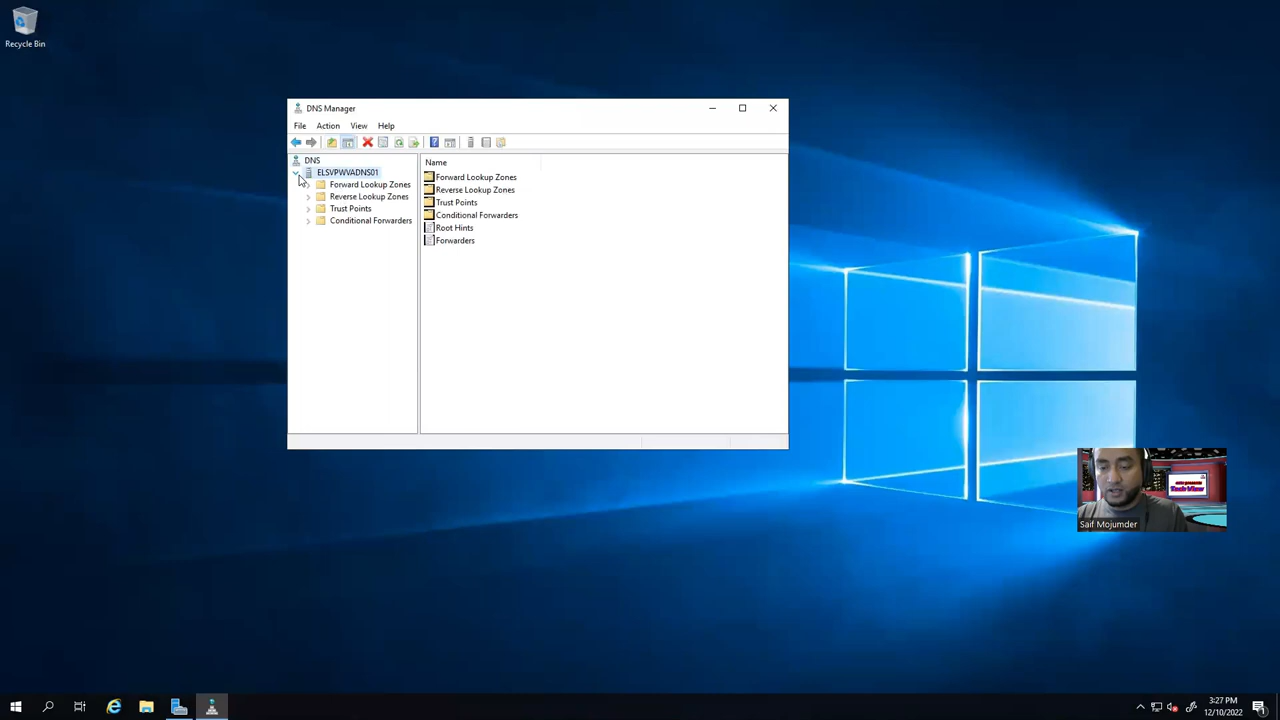 Recycle Bin
DNS Manager
File Action View Help
DNS
ELSVPWVADNS01
Forward Lookup Zones
Reverse Lookup Zones
Trust Points
Conditional Forwarders
Name
Forward Lookup Zones
Reverse Lookup Zones
Trust Points
Conditional Forwarders
Root Hints
Forwarders
Saif Mojumder
3:27 PM
12/10/2022